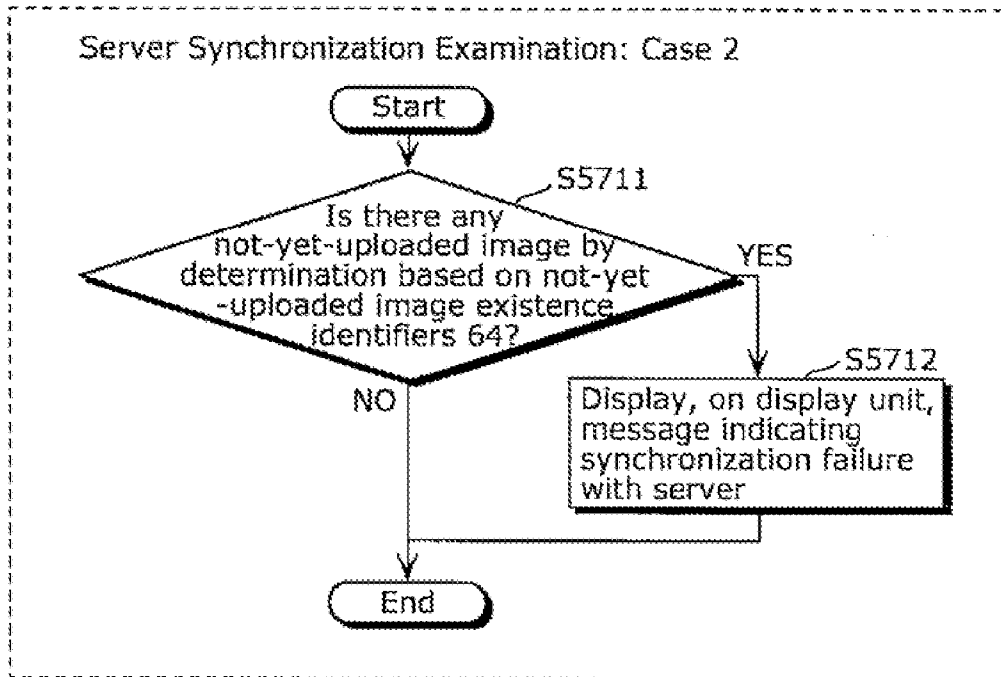 Server Synchronization Examination: Case 2
Start
S5711
Is there any
not-yet-uploaded image by
determination based on not-yet
-uploaded image existence
identifiers 64?
YES
NO
S5712
Display, on display unit,
message indicating
synchronization failure
with server
End